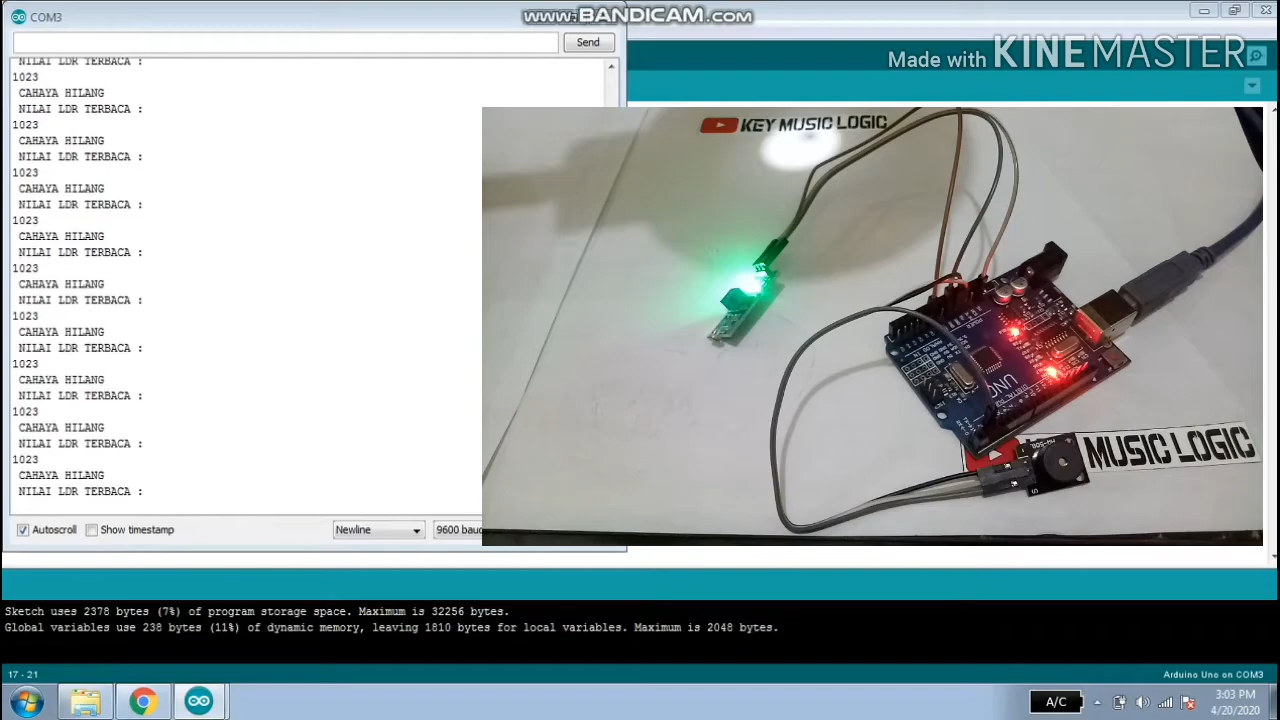 COM3
WWW.BANDICAM.COM
Send
Made with KINEMASTER
NILAI LDR TERBACA :
1023
CAHAYA HILANG
NILAI LDR TERBACA :
1023
CAHAYA HILANG
NILAI LDR TERBACA :
1023
CAHAYA HILANG
NILAI LDR TERBACA :
1023
CAHAYA HILANG
NILAI LDR TERBACA :
1023
CAHAYA HILANG
NILAI LDR TERBACA :
1023
CAHAYA HILANG
NILAI LDR TERBACA :
1023
CAHAYA HILANG
NILAI LDR TERBACA :
1023
CAHAYA HILANG
NILAI LDR TERBACA :
1023
CAHAYA HILANG
NILAI LDR TERBACA :
KEY MUSIC LOGIC
UNO
MUSIC LOGIC
Autoscroll
Show timestamp
Newline
9600
Sketch uses 2378 bytes (7%) of program storage space. Maximum is 32256 bytes.
Global variables use 238 bytes (11%) of dynamic memory, leaving 1810 bytes for local variables. Maximum is 2048 bytes.
17 - 21
Arduino Uno on COM3
A/C
3:03 PM
4/20/2020